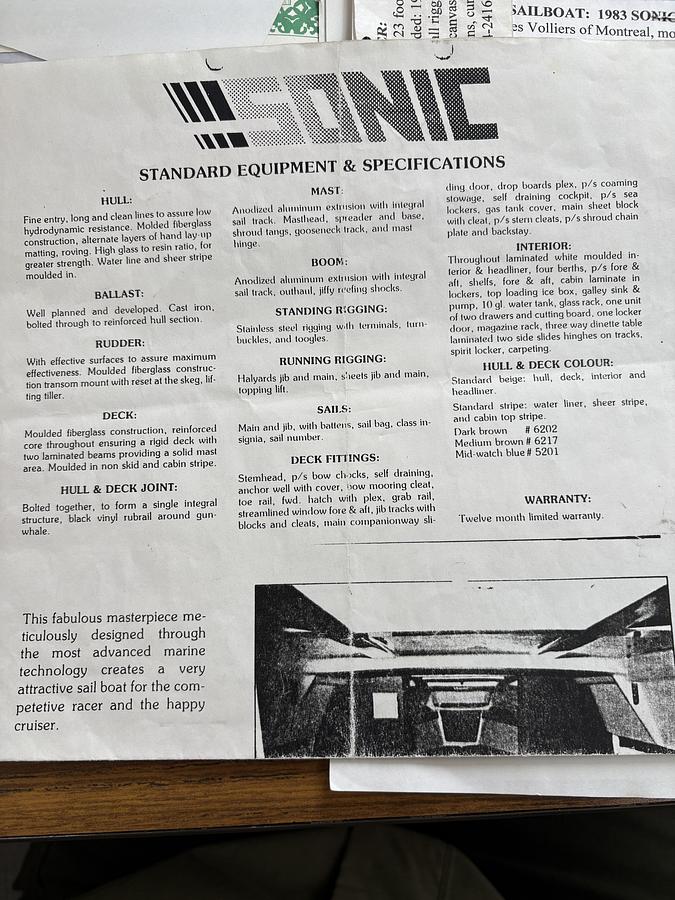 23 foo
SAILBOAT: 1983 SONIC
es Volliers of Montreal, mo
-2416
SONIC
STANDARD EQUIPMENT & SPECIFICATIONS
HULL:
Fine entry, long and clean lines to assure low
hydrodynamic resistance. Molded fiberglass
construction, alternate layers of hand lay-up
matting, roving. High glass to resin ratio, for
greater strength. Water line and sheer stripe
moulded in.
BALLAST:
Well planned and developed. Cast iron,
bolted through to reinforced hull section.
RUDDER:
With effective surfaces to assure maximum
effectiveness. Moulded fiberglass construc-
tion transom mount with reset at the skeg, lif-
ting tiller.
DECK:
Moulded fiberglass construction, reinforced
core throughout ensuring a rigid deck with
two laminated beams providing a solid mast
area. Moulded in non skid and cabin stripe.
HULL & DECK JOINT:
Bolted together, to form a single integral
structure, black vinyl rubrail around gun-
whale.
MAST:
Anodized aluminum extrusion with integral
sail track. Masthead, spreader and base,
shroud tangs, gooseneck track, and mast
hinge.
BOOM:
Anodized aluminum extrusion with integral
sail track, outhaul, jiffy reefing shocks.
STANDING RIGGING:
Stainless steel rigging with terminals, turn-
buckles, and toogles.
RUNNING RIGGING:
Halyards jib and main, sheets jib and main,
topping lift.
SAILS:
Main and jib, with battens, sail bag, class in-
signia, sail number.
DECK FITTINGS:
Stemhead, p/s bow chocks, self draining,
anchor well with cover, bow mooring cleat,
toe rail, fwd. hatch with plex, grab rail,
streamlined window fore & aft, jib tracks with
blocks and cleats, main companionway sli-
ding door, drop boards plex, p/s coaming
stowage, self draining cockpit, p/s sea
lockers, gas tank cover, main sheet block
with cleat, p/s stern cleats, p/s shroud chain
plate and backstay.
INTERIOR:
Throughout laminated white moulded in-
terior & headliner, four berths, p/s fore &
aft, shelfs, fore & aft, cabin laminate in
lockers, top loading ice box, galley sink &
pump, 10 gl. water tank, glass rack, one unit
of two drawers and cutting board, one locker
door, magazine rack, three way dinette table
laminated two side slides hinghes on tracks,
spirit locker, carpeting.
HULL & DECK COLOUR:
Standard beige: hull, deck, interior and
headliner.
Standard stripe: water liner, sheer stripe,
and cabin top stripe.
Dark brown # 6202
Medium brown # 6217
Mid-watch blue # 5201
WARRANTY:
Twelve month limited warranty.
This fabulous masterpiece me-
ticulously designed through
the most advanced marine
technology creates a very
attractive sail boat for the com-
petetive racer and the happy
cruiser.